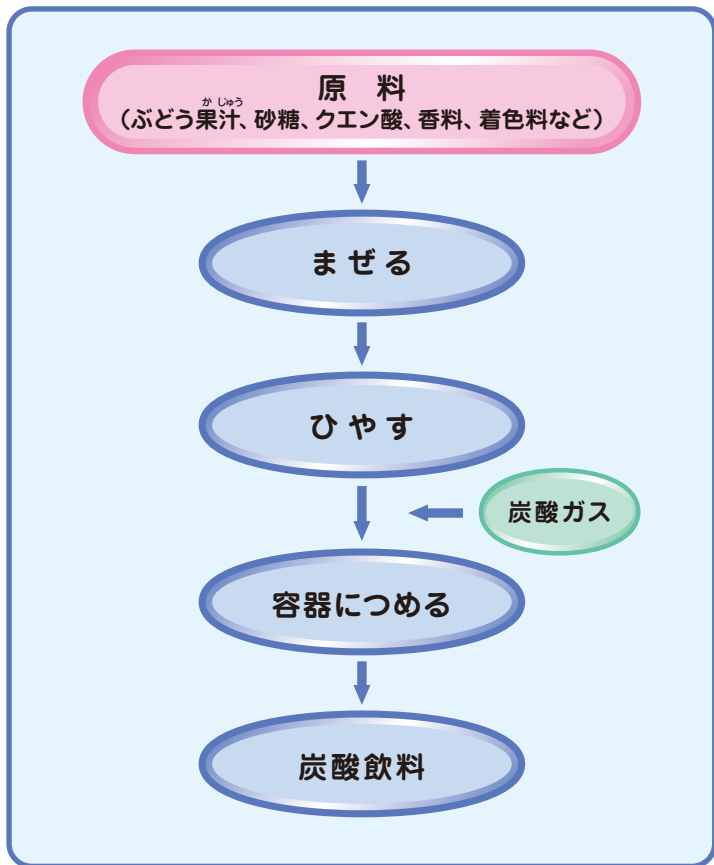 原 料
か じゅう
(ぶどう果汁、砂糖、クエン酸、香料、着色料など)
まぜる
ひやす
炭酸ガス
容器につめる
炭酸飲料